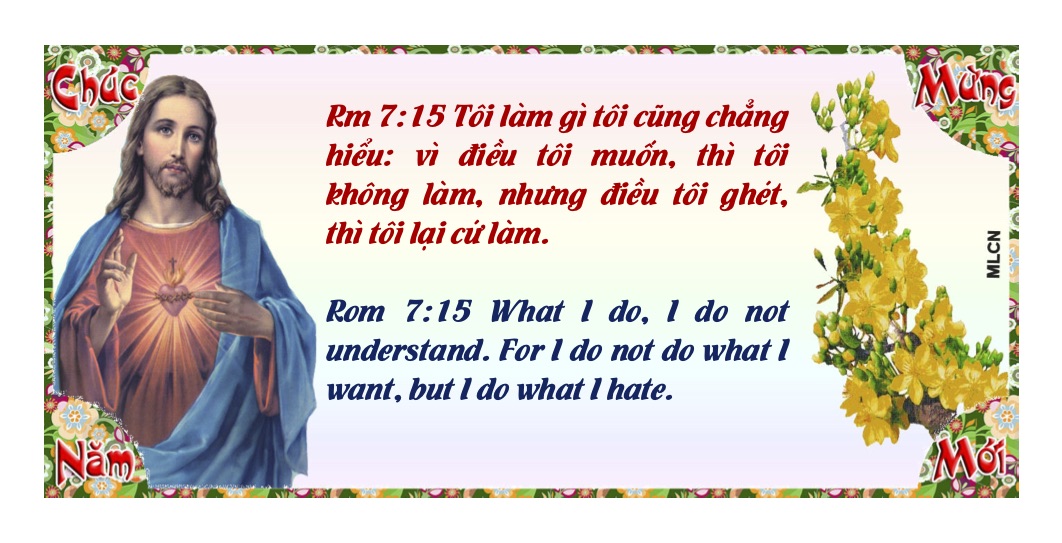 Chúc Mừng
Rm 7:15 Tôi làm gì tôi cũng chẳng
hiểu: vì điều tôi muốn, thì tôi
không làm, nhưng điều tôi ghét,
thì tôi lại cứ làm.
Rom 7:15 What I do, I do not
understand. For I do not do what I
want, but I do what I hate.
MLCN
Năm Mới